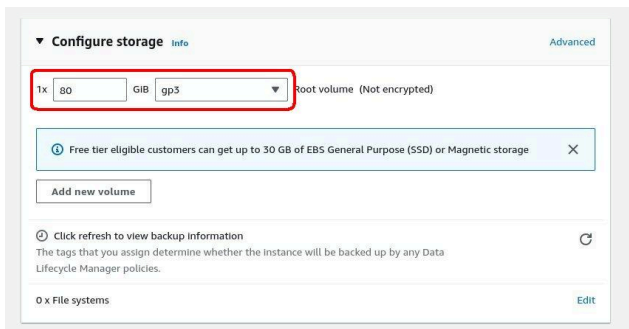 Configure storage Info Advanced
1x 80 GiB gp3 Root volume (Not encrypted)
Free tier eligible customers can get up to 30 GB of EBS General Purpose (SSD) or Magnetic storage
Add new volume
Click refresh to view backup information
The tags that you assign determine whether the instance will be backed up by any Data
Lifecycle Manager policies.
0 x File systems Edit